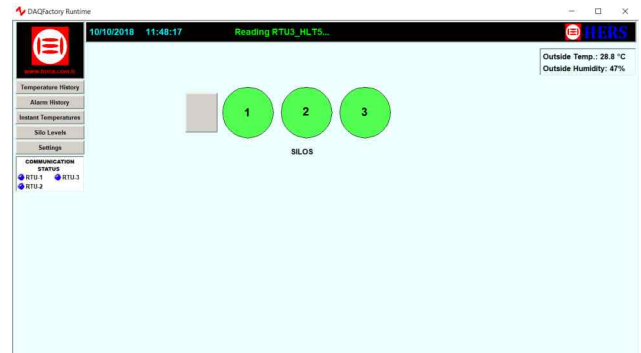 DAQFactory Runtime
10/10/2018 11:48:17 Reading RTU3_HLT5...
HERS
Outside Temp.: 28.8 °C
Outside Humidity: 47%
Temperature History
Alarm History
Instant Temperatures
Silo Levels
Settings
COMMUNICATION
STATUS
RTU-1 RTU-3
RTU-2
1 2 3
SILOS